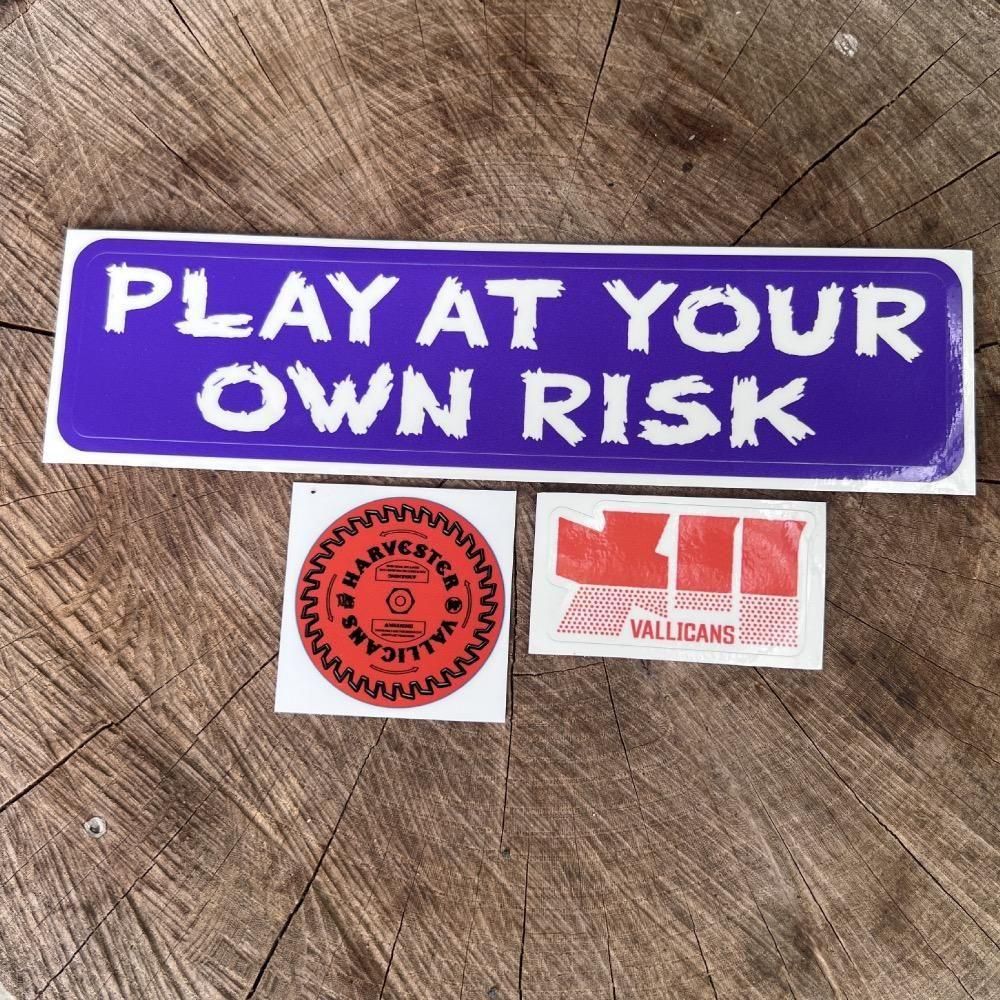 PLAY AT YOUR
OWN RISK
HARVESTER
VALLICANS
VALLICANS